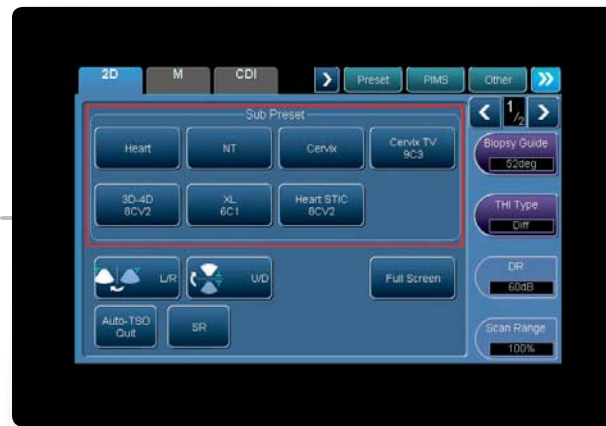 2D M CDI Preset PIMS Other
Sub Preset
1/2
Heart NT Cervix Cervix TV
9C3
Biopsy Guide
52deg
3D-4D XL Heart STIC
8CV2 6C1 8CV2
THI Type
Diff
L/R U/D Full Screen
DR
60dB
Auto-TSO SR
Quit
Scan Range
100%